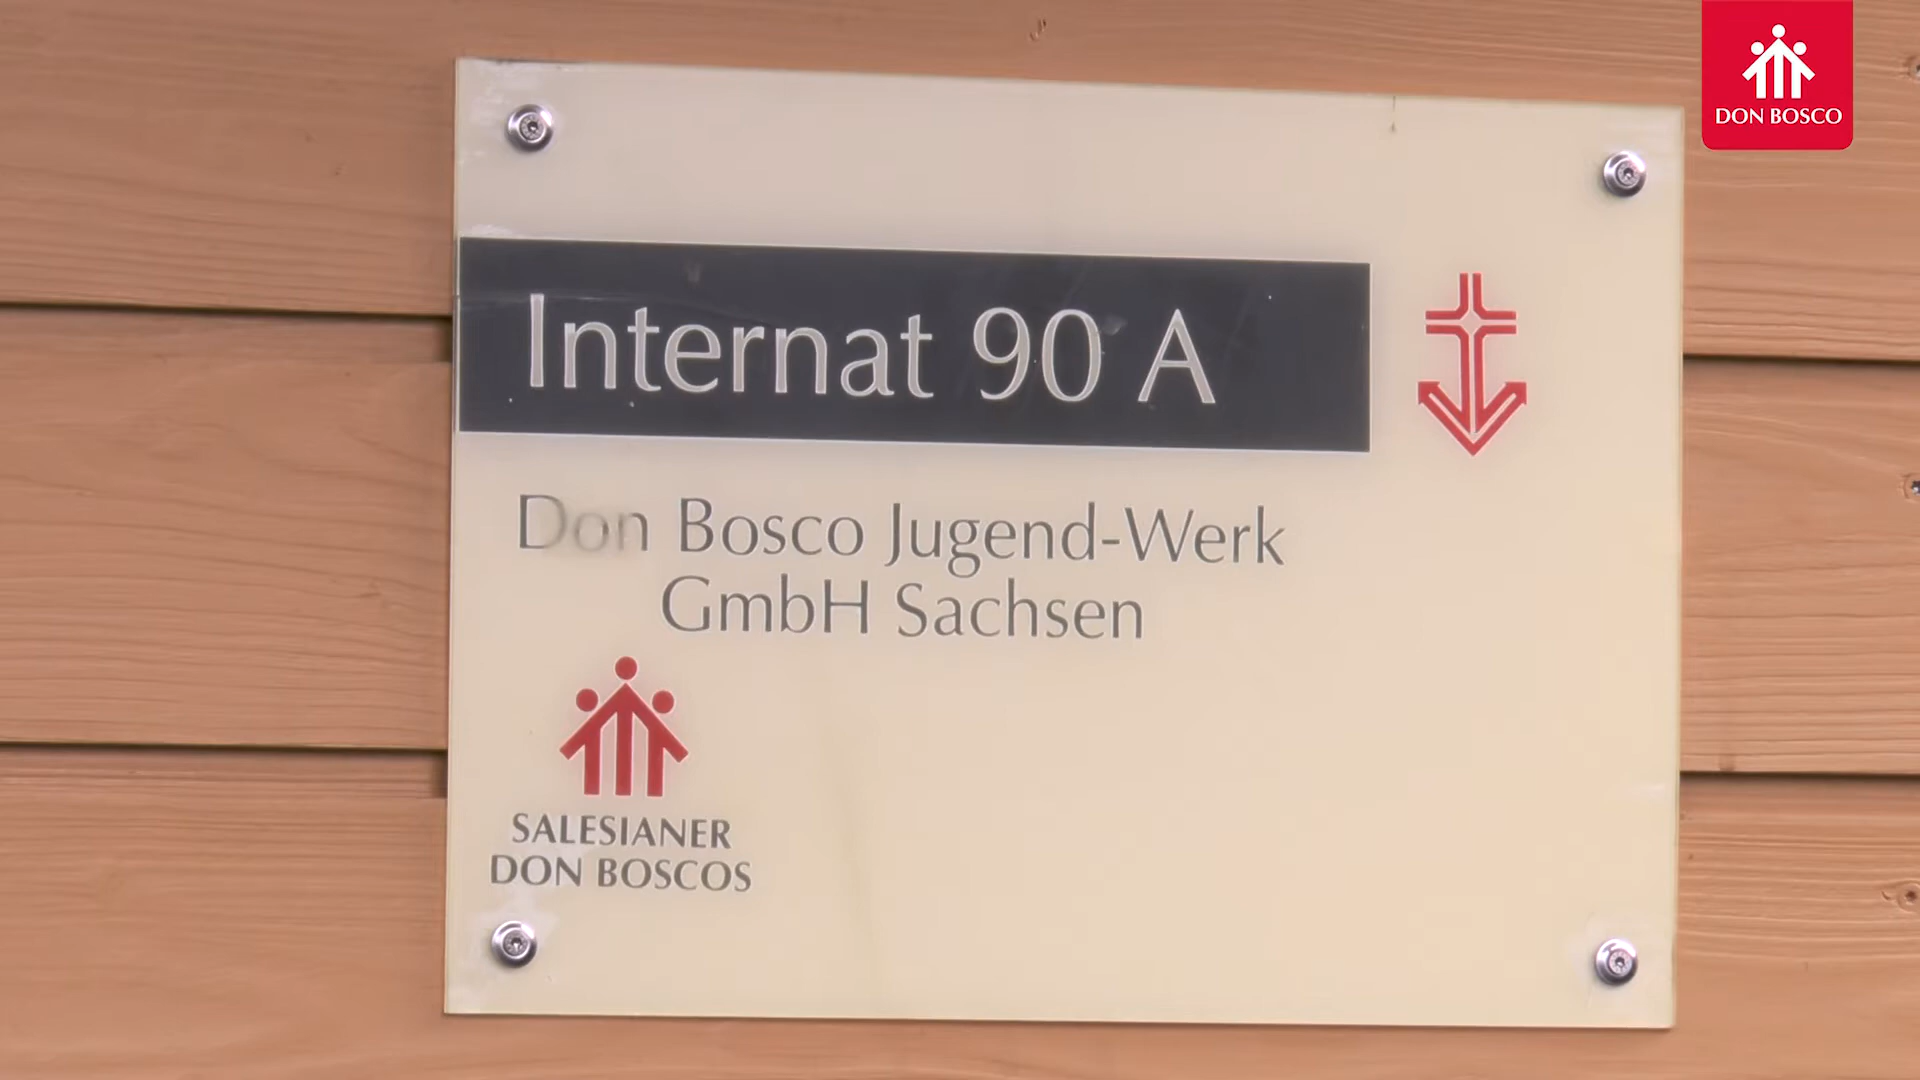 DON BOSCO
Internat 90 A
Don Bosco Jugend-Werk
GmbH Sachsen
SALESIANER
DON BOSCOS